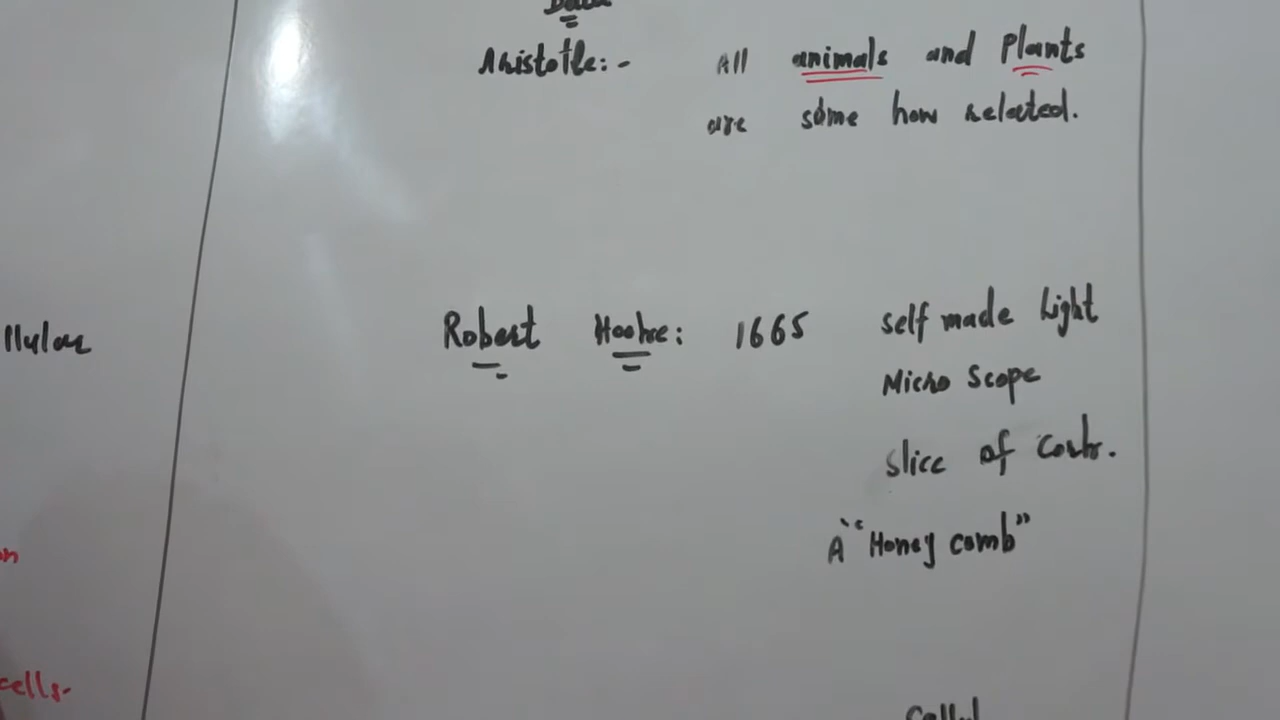 Aristotle:- All animals and Plants
are some how related.
Robert Hooke: 1665 self made light
Micro Scope
slice of Cork.
A "Honey comb"
cells.